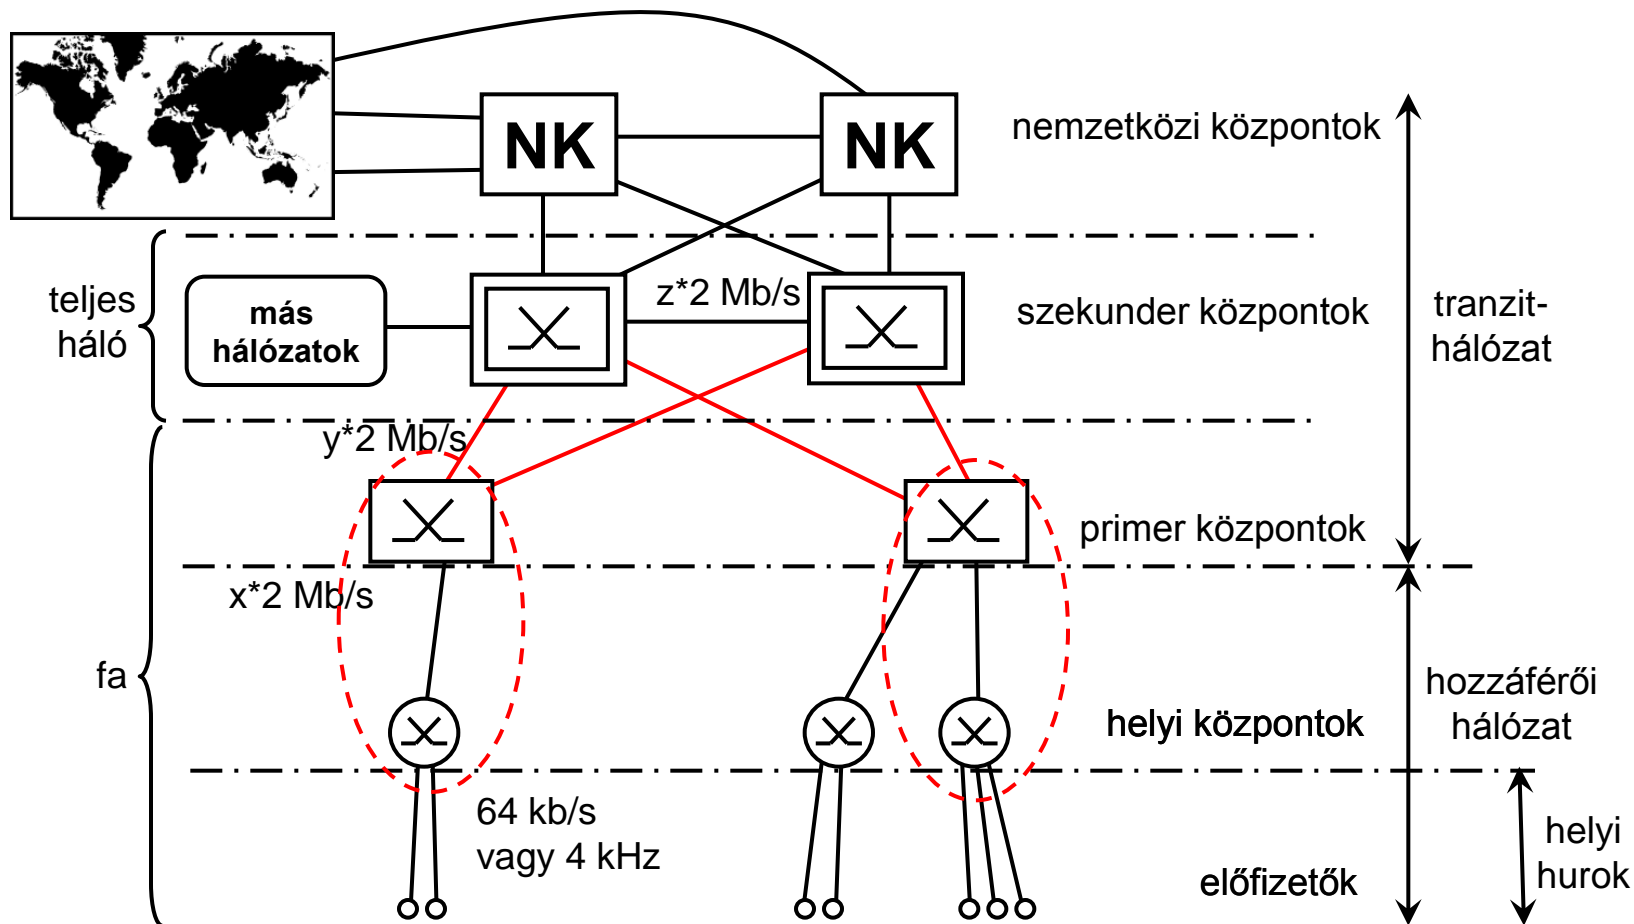 NK
NK
nemzetközi központok
teljes
háló
más
hálózatok
z*2 Mb/s
szekunder központok
tranzit-
hálózat
y*2 Mb/s
primer központok
x*2 Mb/s
fa
helyi központok
hozzáférői
hálózat
64 kb/s
vagy 4 kHz
előfizetők
helyi
hurok